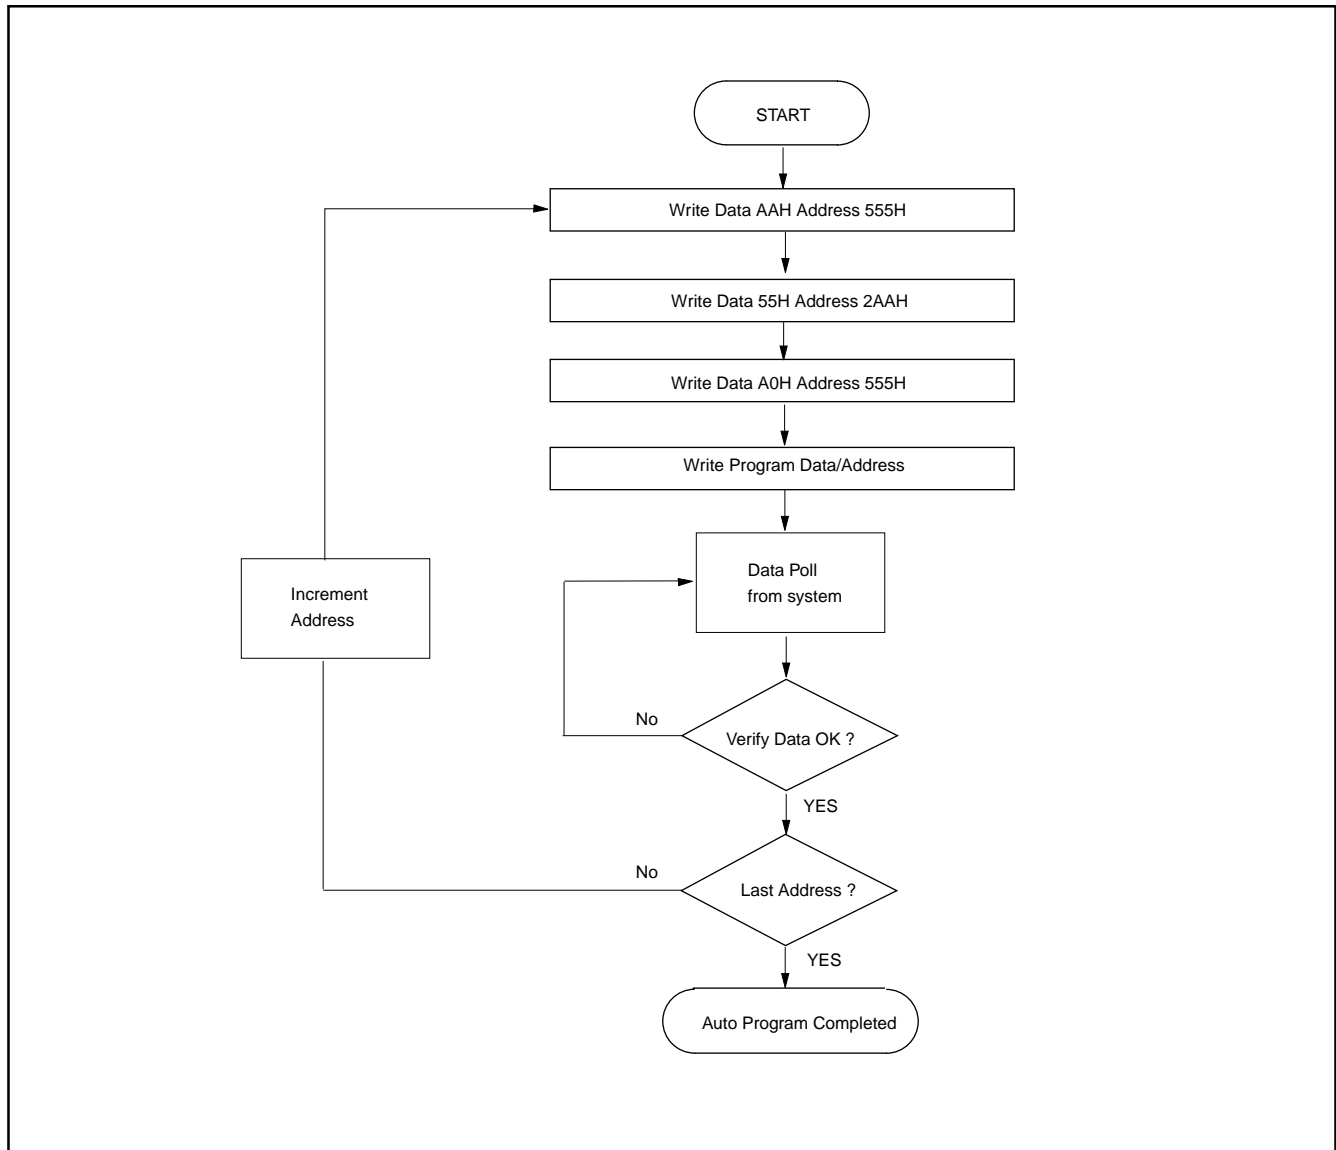 START
Write Data AAH Address 555H
Write Data 55H Address 2AAH
Write Data A0H Address 555H
Write Program Data/Address
Data Poll
from system
Increment
Address
No
Verify Data OK ?
YES
No
Last Address ?
YES
Auto Program Completed